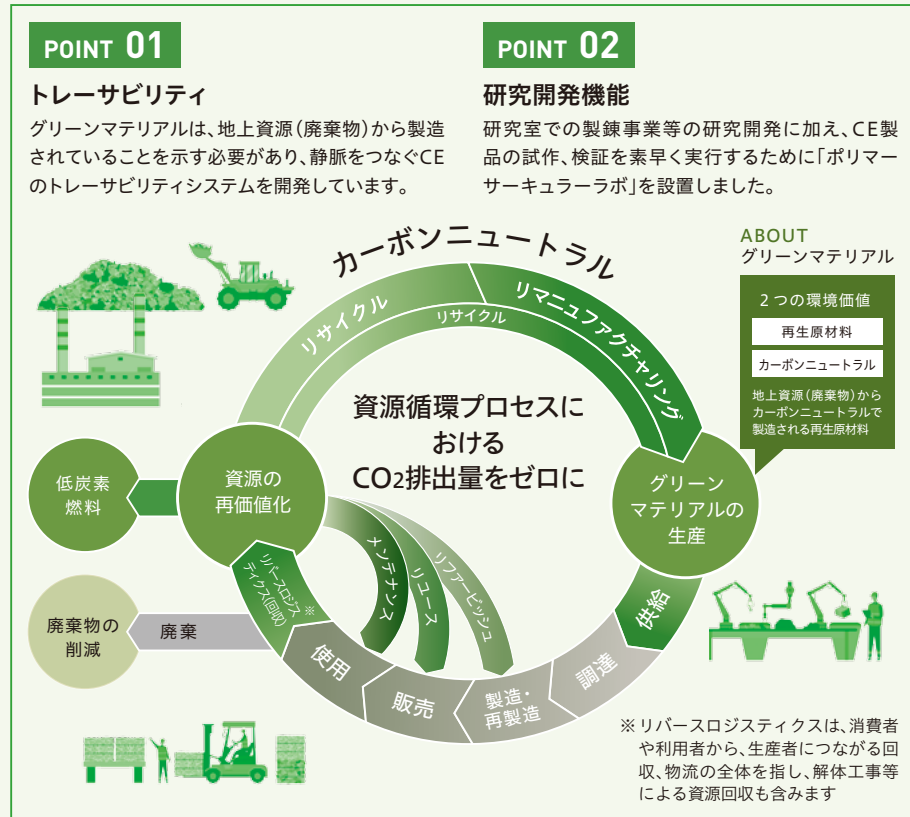 POINT 01
トレーサビリティ
グリーンマテリアルは、地上資源（廃棄物）から製造
されていることを示す必要があり、静脈をつなぐCE
のトレーサビリティシステムを開発しています。
POINT 02
研究開発機能
研究室での製錬事業等の研究開発に加え、CE製
品の試作、検証を素早く実行するために「ポリマー
サーキュラーラボ」を設置しました。
カーボンニュートラル
リサイクル
リマニュファクチャリング
リサイクル
ABOUT
グリーンマテリアル
2つの環境価値
再生原材料
カーボンニュートラル
地上資源（廃棄物）から
カーボンニュートラルで
製造される再生原材料
資源循環プロセスに
おける
CO2排出量をゼロに
低炭素
燃料
資源の
再価値化
グリーン
マテリアルの
生産
メンテナンス
リユース
リファービッシュ
リバースロジス
ティクス（回収）
※
廃棄物の
削減
廃棄
使用
販売
製造・
再製造
調達
供給
※リバースロジスティクスは、消費者
や利用者から、生産者につながる回
収、物流の全体を指し、解体工事等
による資源回収も含みます